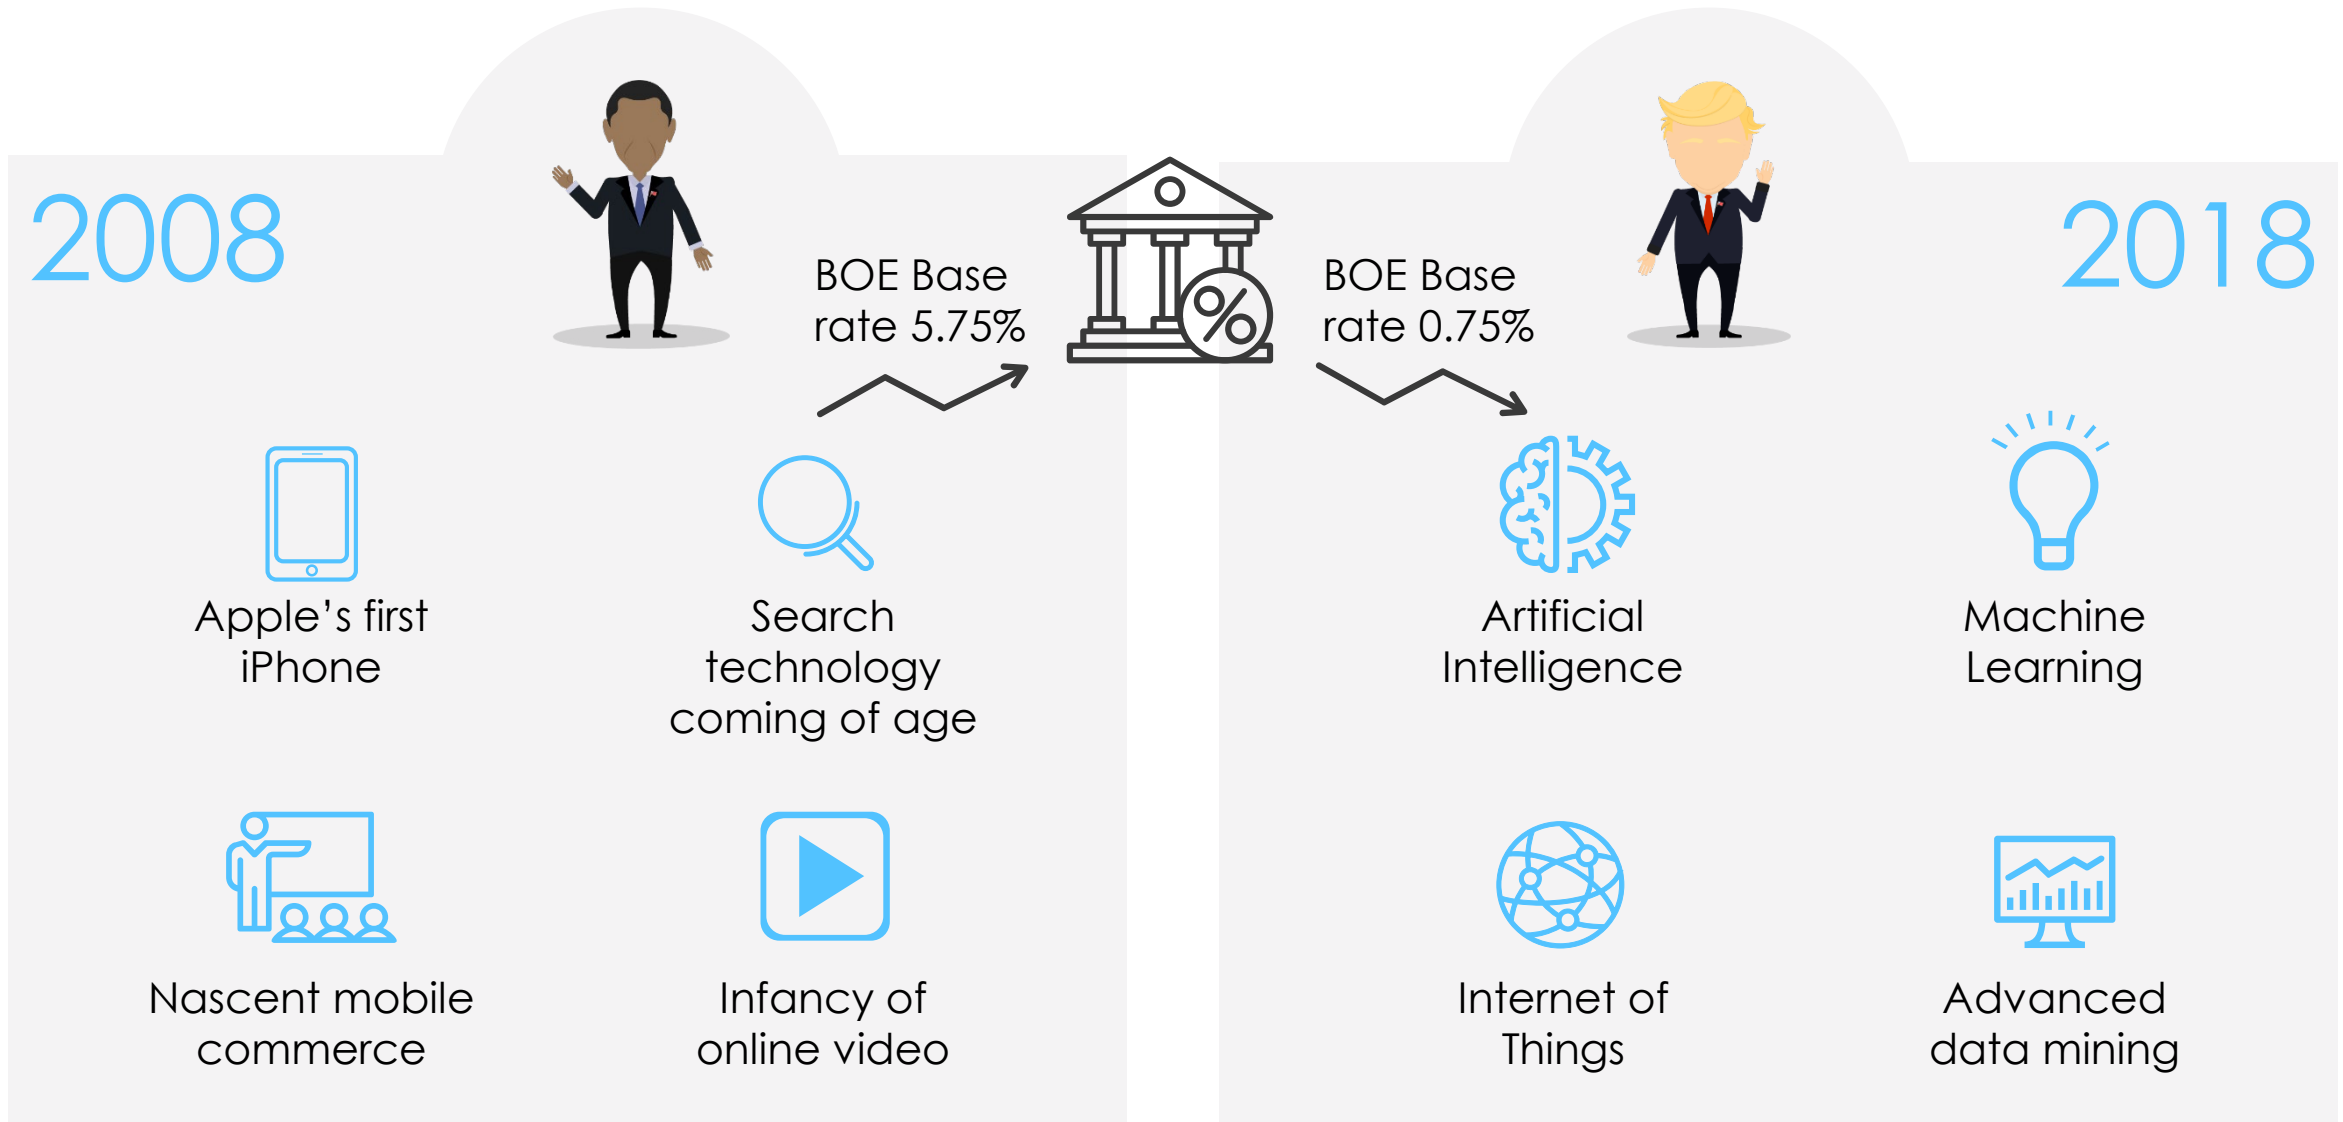 2008
BOE Base
rate 5.75%
BOE Base
rate 0.75%
2018
Apple’s first
iPhone
Search
technology
coming of age
Artificial
Intelligence
Machine
Learning
Nascent mobile
commerce
Infancy of
online video
Internet of
Things
Advanced
data mining